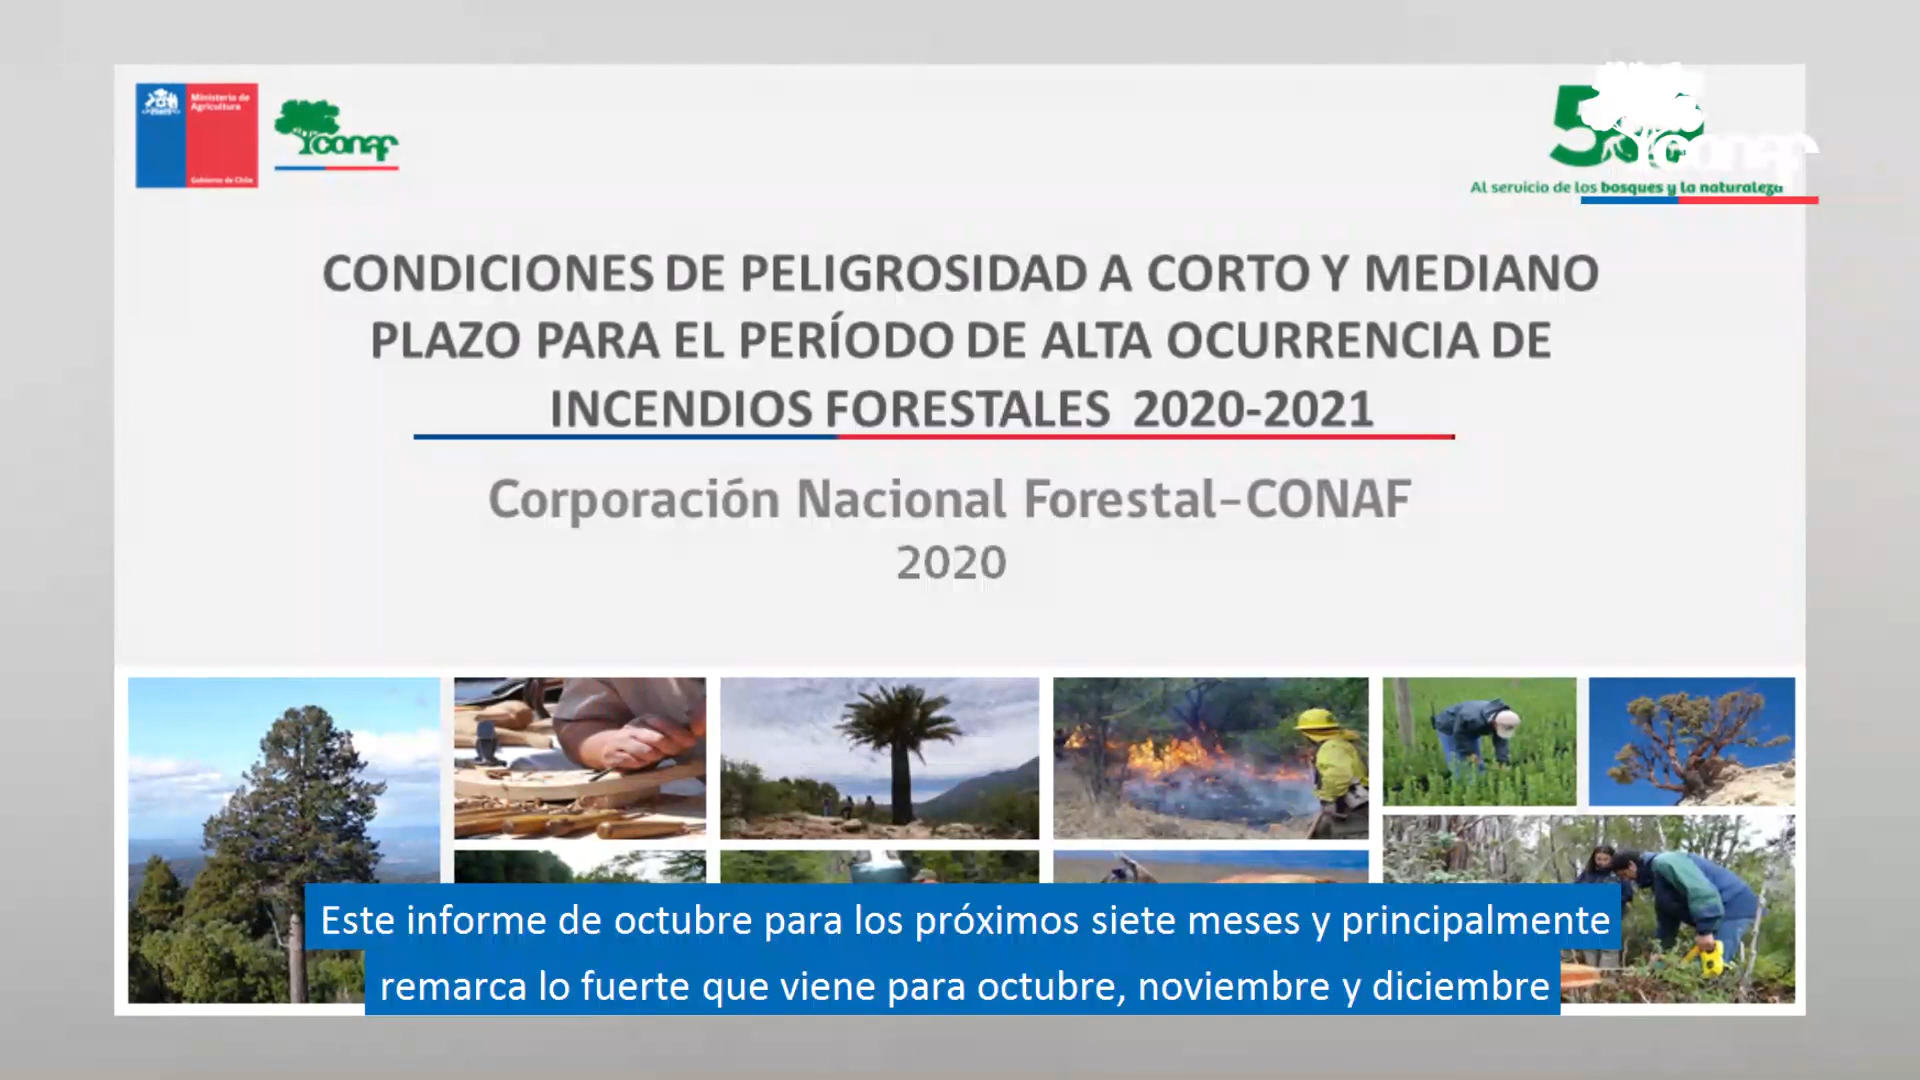 Ministerio de
Agricultura
Gobierno de Chile
conaf
5
conaf
Al servicio de los bosques y la naturaleza
CONDICIONES DE PELIGROSIDAD A CORTO Y MEDIANO
PLAZO PARA EL PERÍODO DE ALTA OCURRENCIA DE
INCENDIOS FORESTALES 2020-2021
Corporación Nacional Forestal-CONAF
2020
Este informe de octubre para los próximos siete meses y principalmente
remarca lo fuerte que viene para octubre, noviembre y diciembre